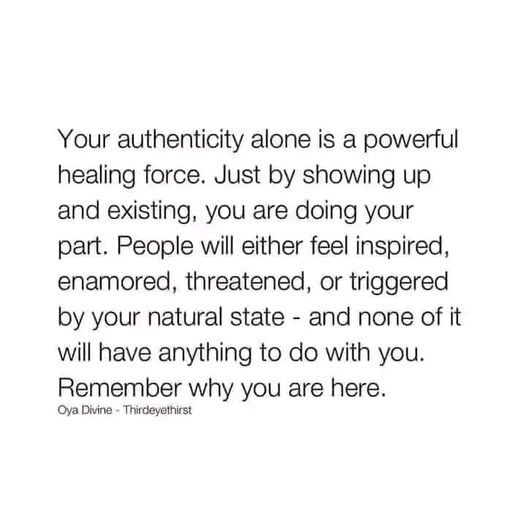 Your authenticity alone is a powerful
healing force. Just by showing up
and existing, you are doing your
part. People will either feel inspired,
enamored, threatened, or triggered
by your natural state - and none of it
will have anything to do with you.
Remember why you are here.
Oya Divine - Thirdeyethirst